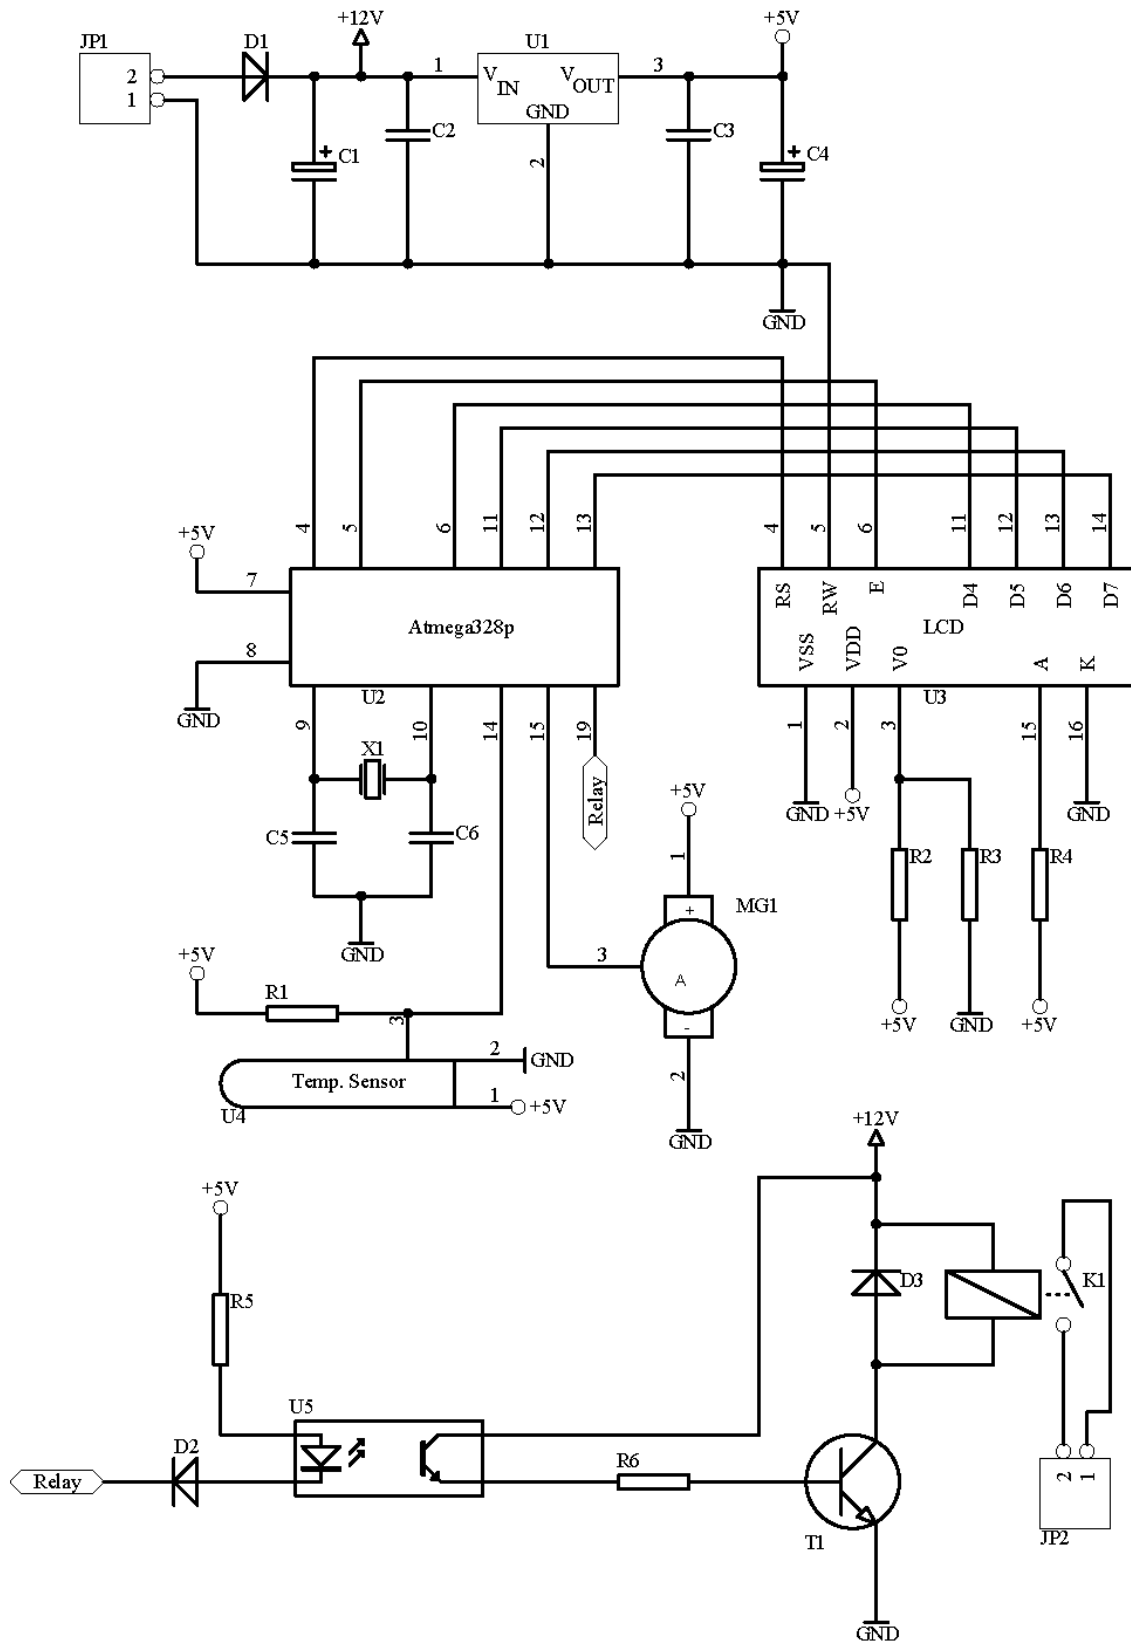 +12V
+5V
JP1
D1
U1
2
1
1
V IN
V OUT
3
GND
C1
C2
2
C3
C4
GND
4
5
6
11
12
13
4
5
6
11
12
13
14
+5V
7
8
GND
Atmega328p
U2
RS
RW
E
D4
D5
D6
D7
LCD
VSS
VDD
V0
A
K
U3
9
10
14
15
19
1
2
3
15
16
X1
C5
C6
GND
Relay
GND
+5V
GND
+5V
1
+
MG1
3
A
-
2
GND
R2
R3
R4
+5V
GND
+5V
+5V
R1
3
2
GND
Temp. Sensor
1
+5V
U4
+12V
+5V
R5
D3
K1
U5
D2
Relay
R6
T1
2
1
JP2
GND